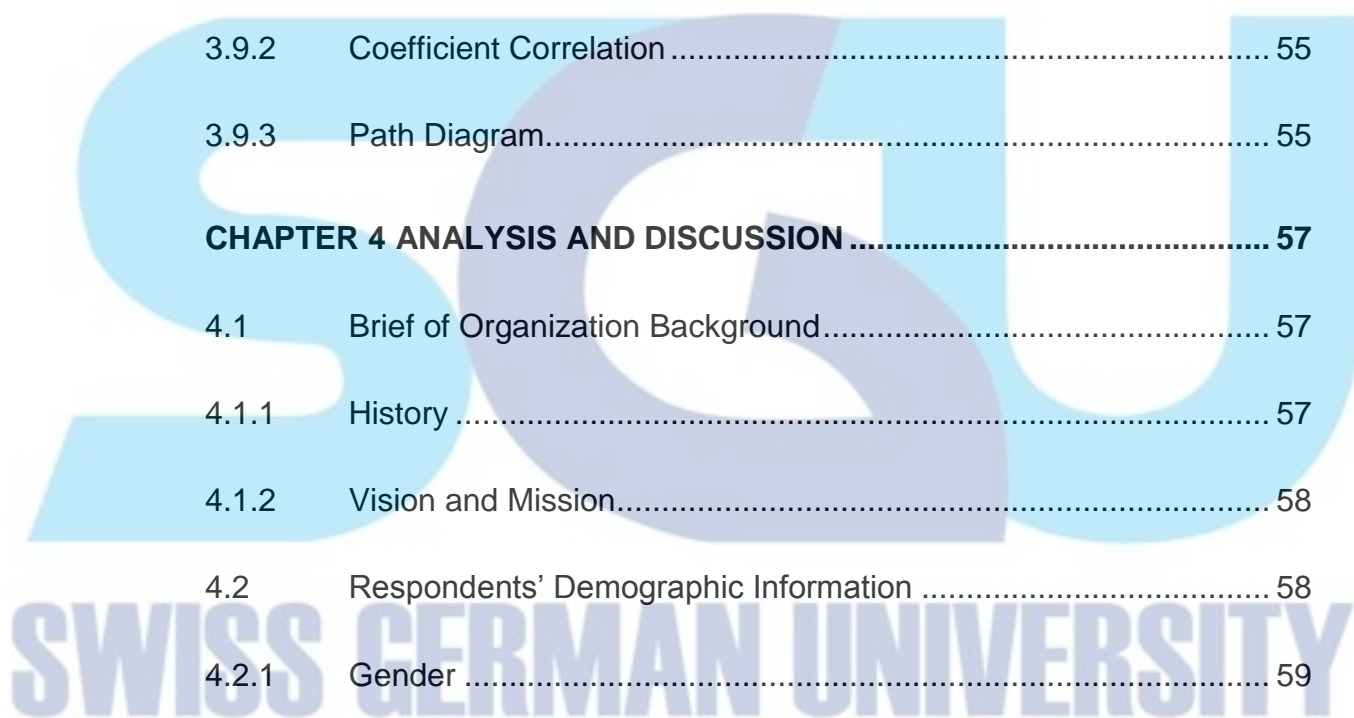 3.9.2 Coefficient Correlation ........................................................................ 55
3.9.3 Path Diagram....................................................................................... 55
CHAPTER 4 ANALYSIS AND DISCUSSION .................................................. 57
4.1 Brief of Organization Background...................................................... 57
4.1.1 History .................................................................................................. 57
4.1.2 Vision and Mission............................................................................... 58
4.2 Respondents’ Demographic Information .......................................... 58
4.2.1 Gender ................................................................................................. 59
SGU
SWISS GERMAN UNIVERSITY